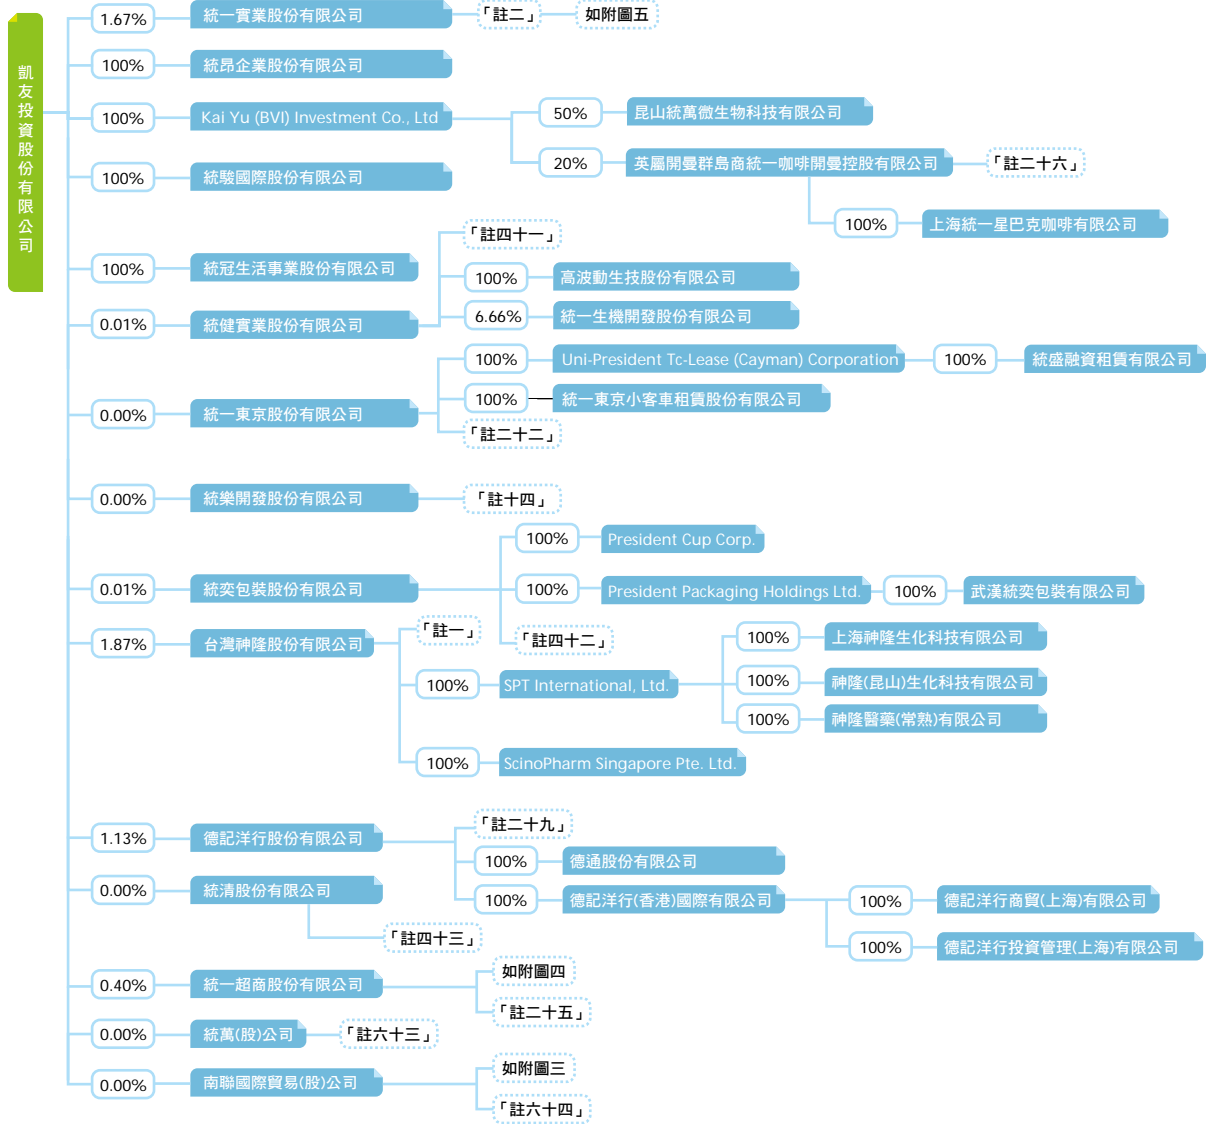 凱友投資股份有限公司
1.67% 統一實業股份有限公司 「註二」 如附圖五
100% 統昂企業股份有限公司
100% Kai Yu (BVI) Investment Co., Ltd
50% 昆山統萬微生物科技有限公司
20% 英屬開曼群島商統一咖啡開曼控股有限公司 「註二十六」
100% 上海統一星巴克咖啡有限公司
100% 統駿國際股份有限公司
100% 統冠生活事業股份有限公司
0.01% 統健實業股份有限公司
「註四十一」
100% 高波動生技股份有限公司
6.66% 統一生機開發股份有限公司
0.00% 統一東京股份有限公司
100% Uni-President Tc-Lease (Cayman) Corporation 100% 統盛融資租賃有限公司
100% 統一東京小客車租賃股份有限公司
「註二十二」
0.00% 統樂開發股份有限公司 「註十四」
0.01% 統奕包裝股份有限公司
100% President Cup Corp.
100% President Packaging Holdings Ltd. 100% 武漢統奕包裝有限公司
「註四十二」
1.87% 台灣神隆股份有限公司
「註一」
100% SPT International, Ltd.
100% 上海神隆生化科技有限公司
100% 神隆(昆山)生化科技有限公司
100% 神隆醫藥(常熟)有限公司
100% ScinoPharm Singapore Pte. Ltd.
1.13% 德記洋行股份有限公司
「註二十九」
100% 德通股份有限公司
100% 德記洋行(香港)國際有限公司
100% 德記洋行商貿(上海)有限公司
100% 德記洋行投資管理(上海)有限公司
0.00% 統清股份有限公司
「註四十三」
0.40% 統一超商股份有限公司
如附圖四
「註二十五」
0.00% 統萬(股)公司 「註六十三」
0.00% 南聯國際貿易(股)公司
如附圖三
「註六十四」